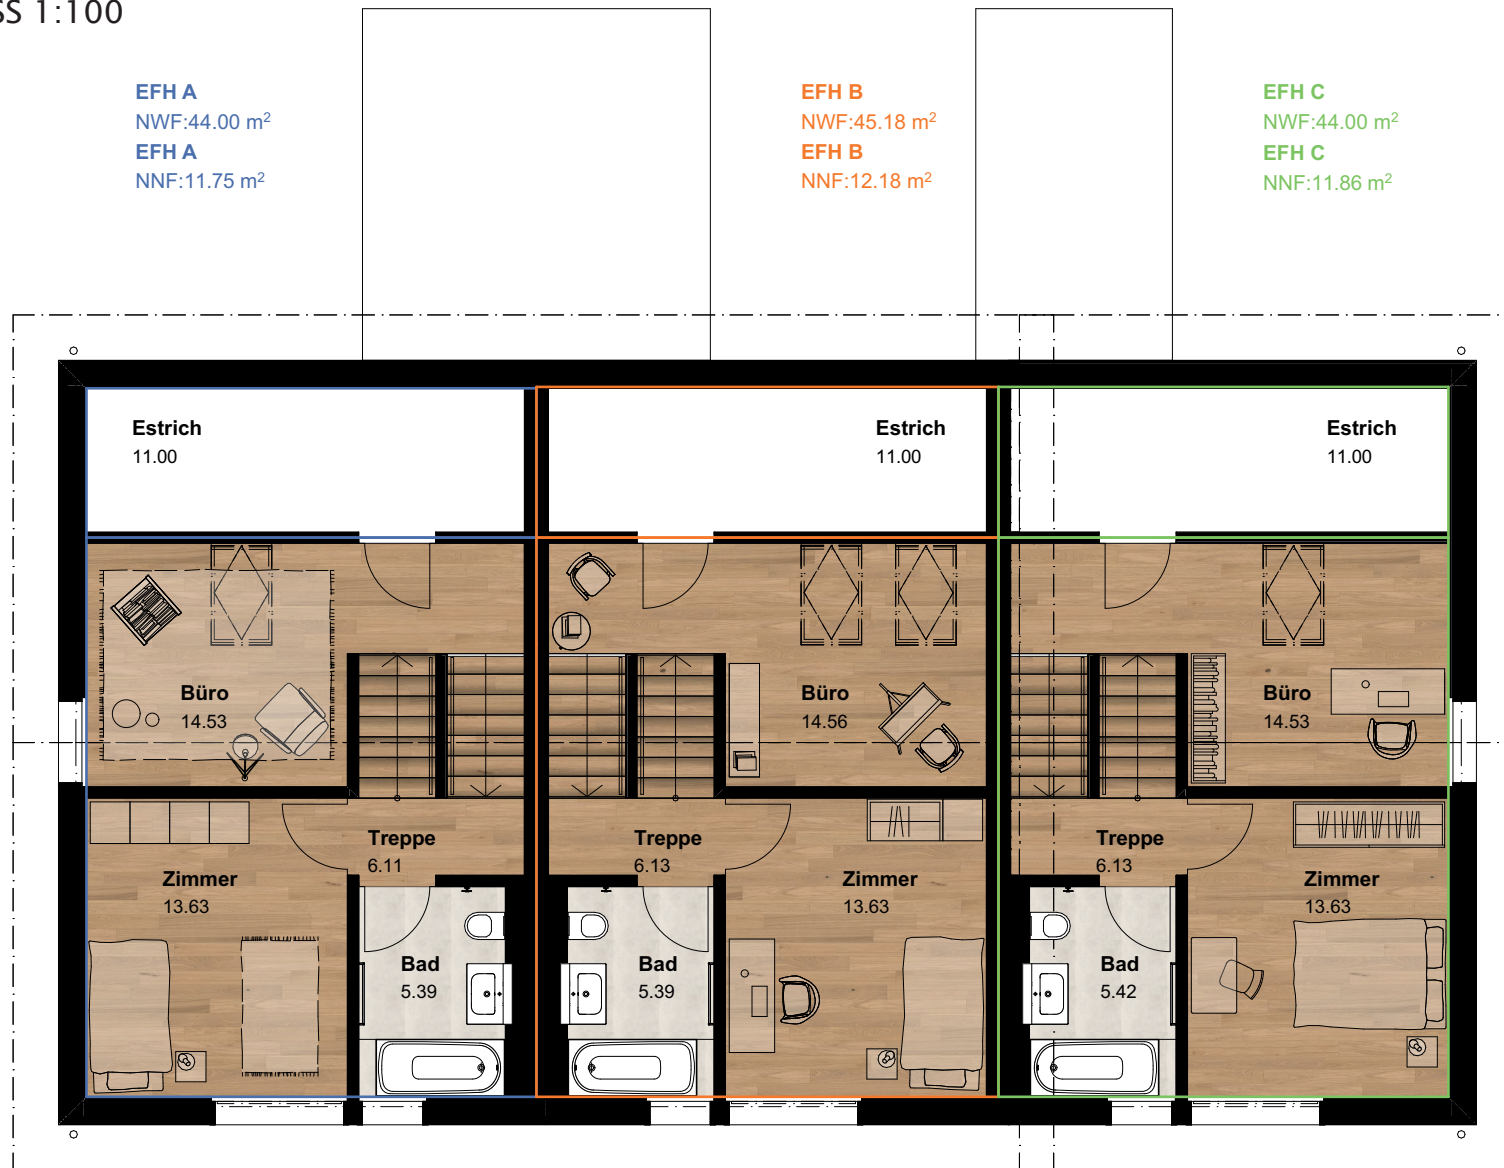 SS 1:100
EFH A
NWF:44.00 m²
EFH A
NNF:11.75 m²
EFH B
NWF:45.18 m²
EFH B
NNF:12.18 m²
EFH C
NWF:44.00 m²
EFH C
NNF:11.86 m²
Estrich
11.00
Estrich
11.00
Estrich
11.00
Büro
14.53
Büro
14.56
Büro
14.53
Treppe
6.11
Treppe
6.13
Treppe
6.13
Zimmer
13.63
Zimmer
13.63
Zimmer
13.63
Bad
5.39
Bad
5.39
Bad
5.42